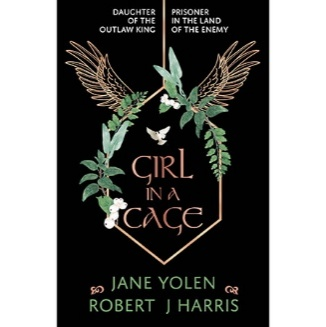 DAUGHTER
OF THE
OUTLAW KING
PRISONER
IN THE LAND
OF THE ENEMY
GIRL
IN A
CAGE
JANE YOLEN
ROBERT J HARRIS